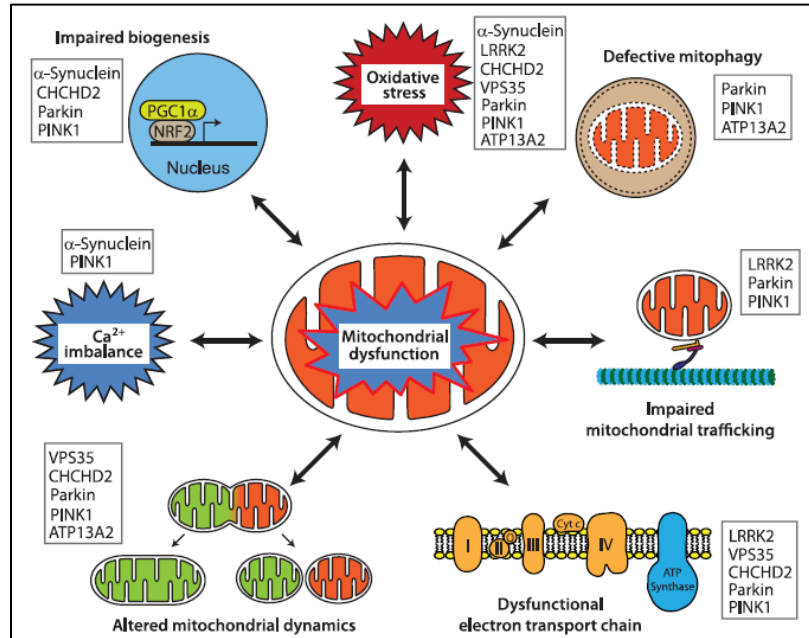 Impaired biogenesis
α-Synuclein
CHCHD2
Parkin
PINK1
PGC1α
NRF2
Nucleus
Oxidative
stress
α-Synuclein
LRRK2
CHCHD2
VPS35
Parkin
PINK1
ATP13A2
Defective mitophagy
Parkin
PINK1
ATP13A2
α-Synuclein
PINK1
Ca²⁺
imbalance
Mitochondrial
dysfunction
LRRK2
Parkin
PINK1
Impaired
mitochondrial trafficking
VPS35
CHCHD2
Parkin
PINK1
ATP13A2
Altered mitochondrial dynamics
I
II
Q
III
Cyt c
IV
ATP
Synthase
LRRK2
VPS35
CHCHD2
Parkin
PINK1
Dysfunctional
electron transport chain